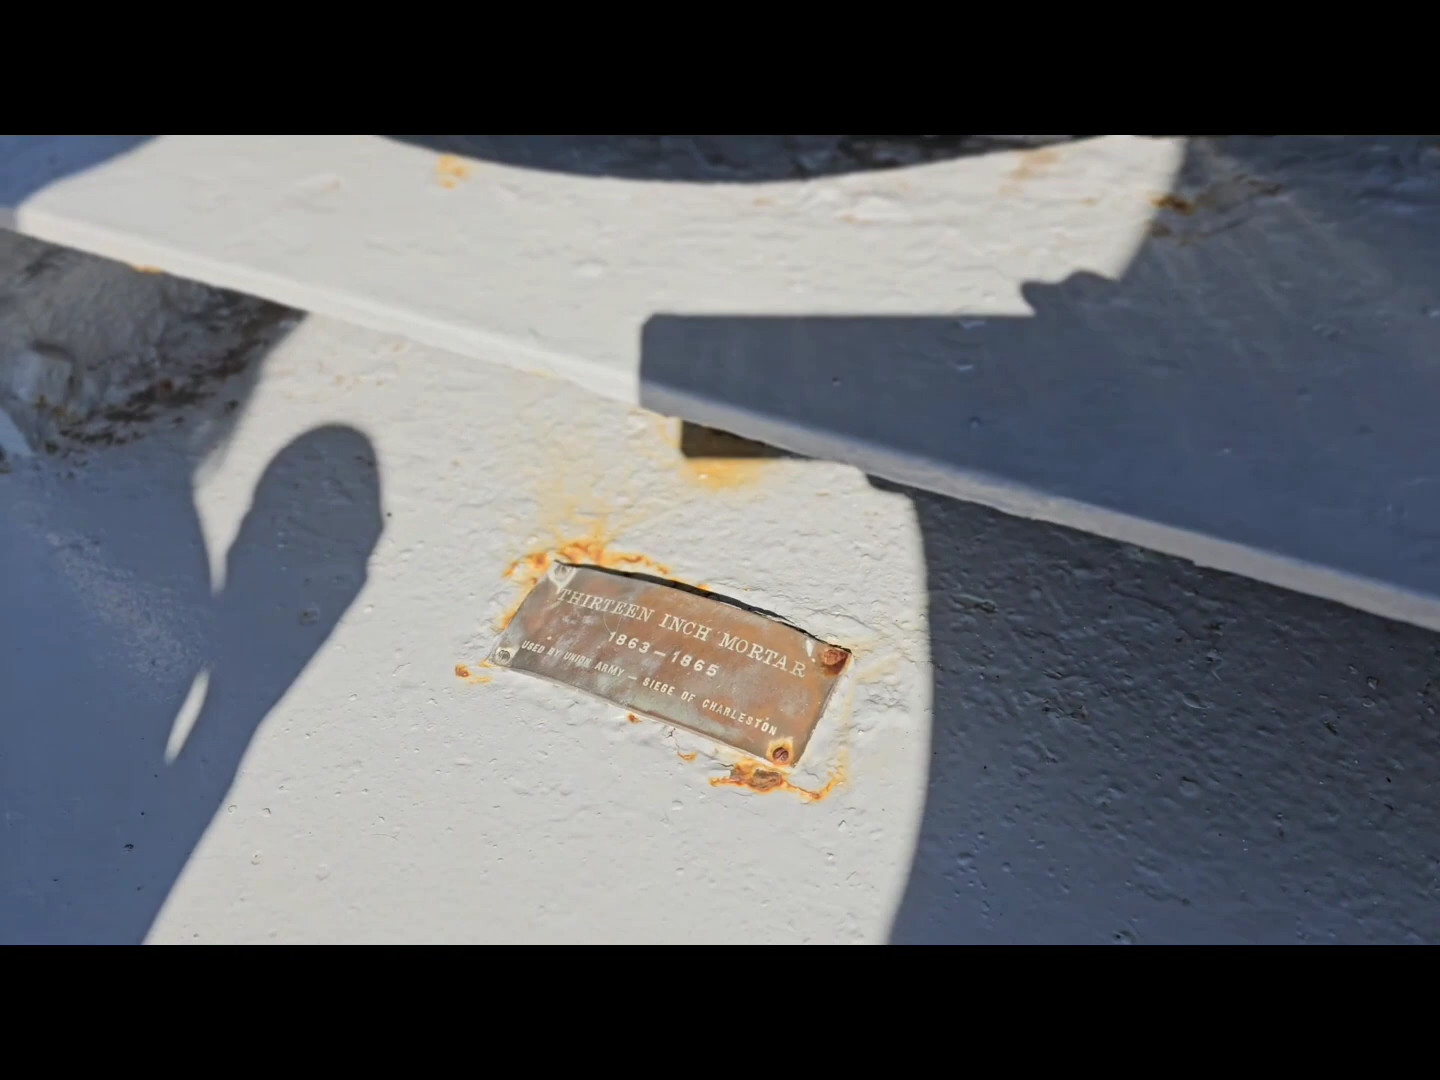 THIRTEEN INCH MORTAR
1863-1865
USED BY UNION ARMY - SIEGE OF CHARLESTON